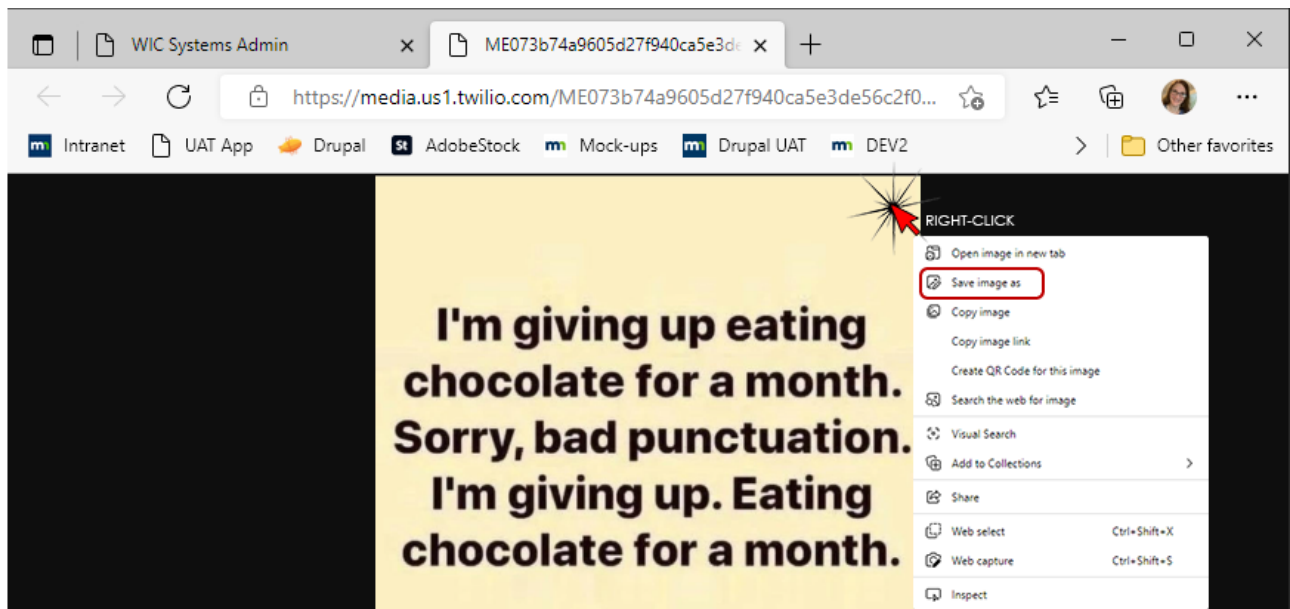 WIC Systems Admin
ME073b74a9605d27f940ca5e3de
https://media.us1.twilio.com/ME073b74a9605d27f940ca5e3de56c2f0...
m Intranet UAT App Drupal St AdobeStock mn Mock-ups m Drupal UAT mn DEV2 Other favorites
RIGHT-CLICK
Open image in new tab
Save image as
Copy image
Copy image link
Create QR Code for this image
Search the web for image
Visual Search
Add to Collections
Share
Web select Ctrl+Shift+X
Web capture Ctrl+Shift+S
Inspect
I'm giving up eating
chocolate for a month.
Sorry, bad punctuation.
I'm giving up. Eating
chocolate for a month.